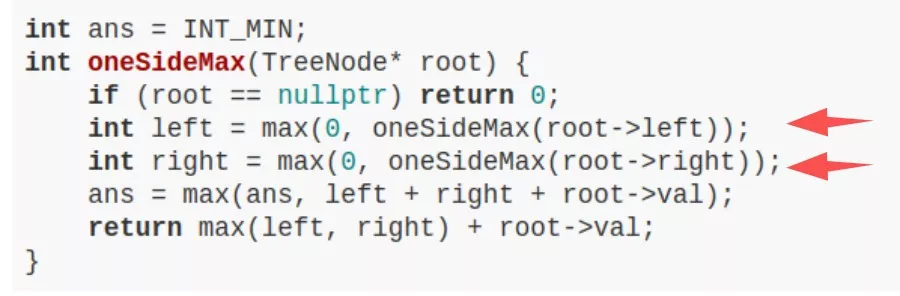 int ans = INT_MIN;
int oneSideMax(TreeNode* root) {
    if (root == nullptr) return 0;
    int left = max(0, oneSideMax(root->left));
    int right = max(0, oneSideMax(root->right));
    ans = max(ans, left + right + root->val);
    return max(left, right) + root->val;
}